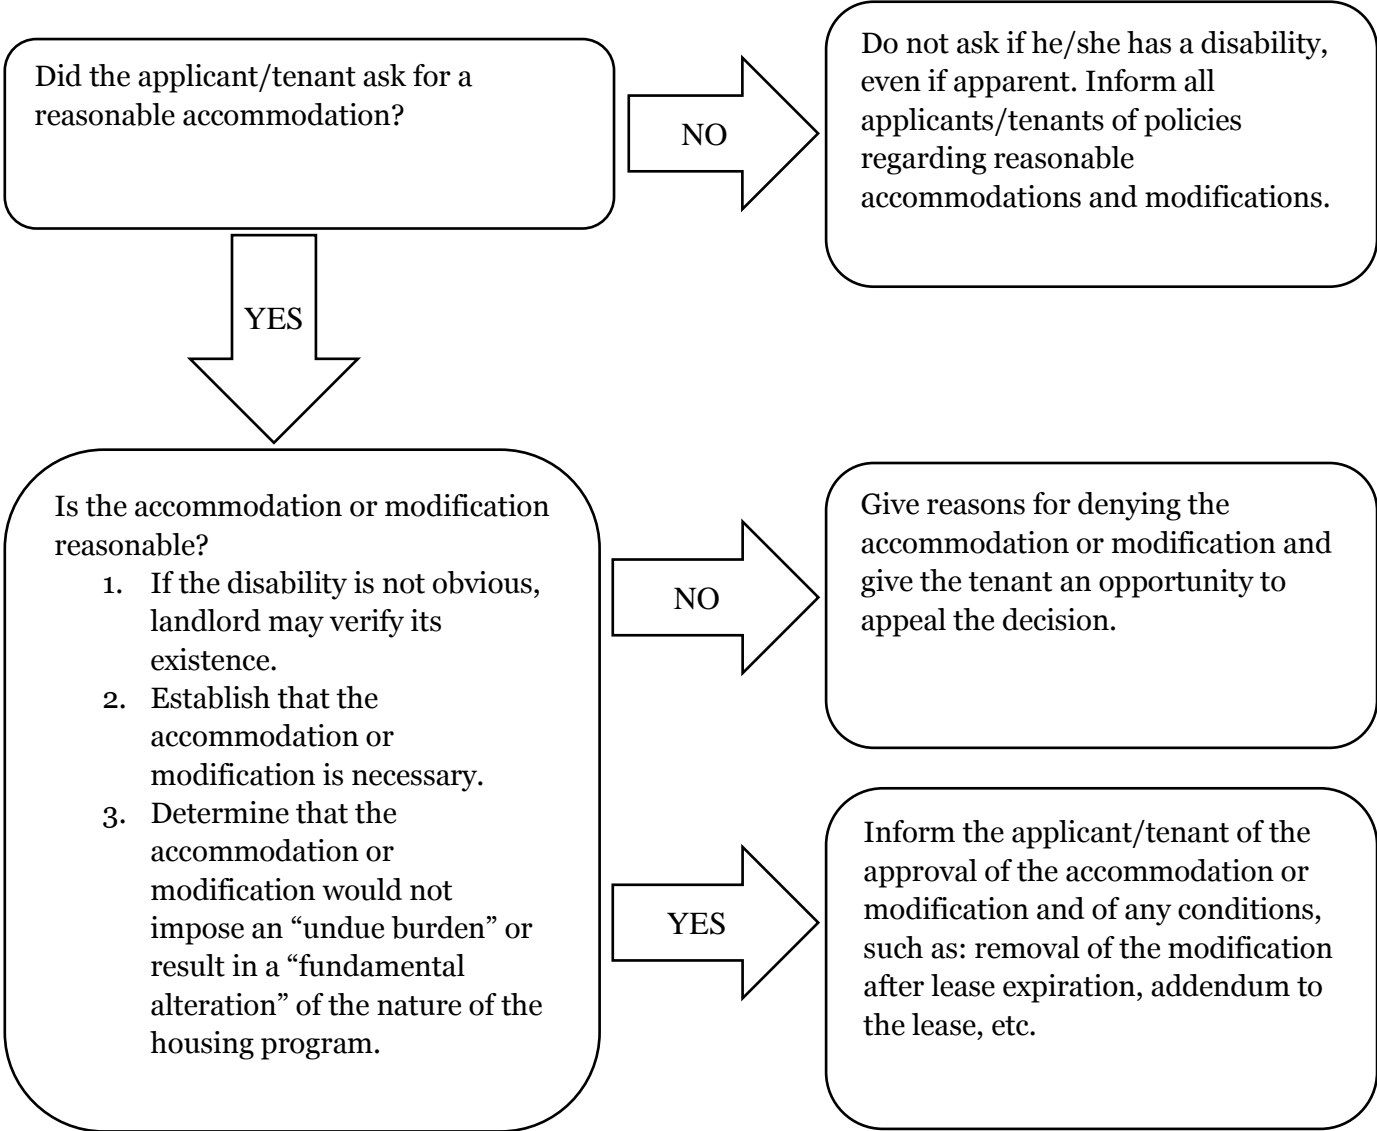 Did the applicant/tenant ask for a
reasonable accommodation?
NO
Do not ask if he/she has a disability,
even if apparent. Inform all
applicants/tenants of policies
regarding reasonable
accommodations and modifications.
YES
Is the accommodation or modification
reasonable?
1. If the disability is not obvious,
landlord may verify its
existence.
2. Establish that the
accommodation or
modification is necessary.
3. Determine that the
accommodation or
modification would not
impose an “undue burden” or
result in a “fundamental
alteration” of the nature of the
housing program.
NO
Give reasons for denying the
accommodation or modification and
give the tenant an opportunity to
appeal the decision.
YES
Inform the applicant/tenant of the
approval of the accommodation or
modification and of any conditions,
such as: removal of the modification
after lease expiration, addendum to
the lease, etc.